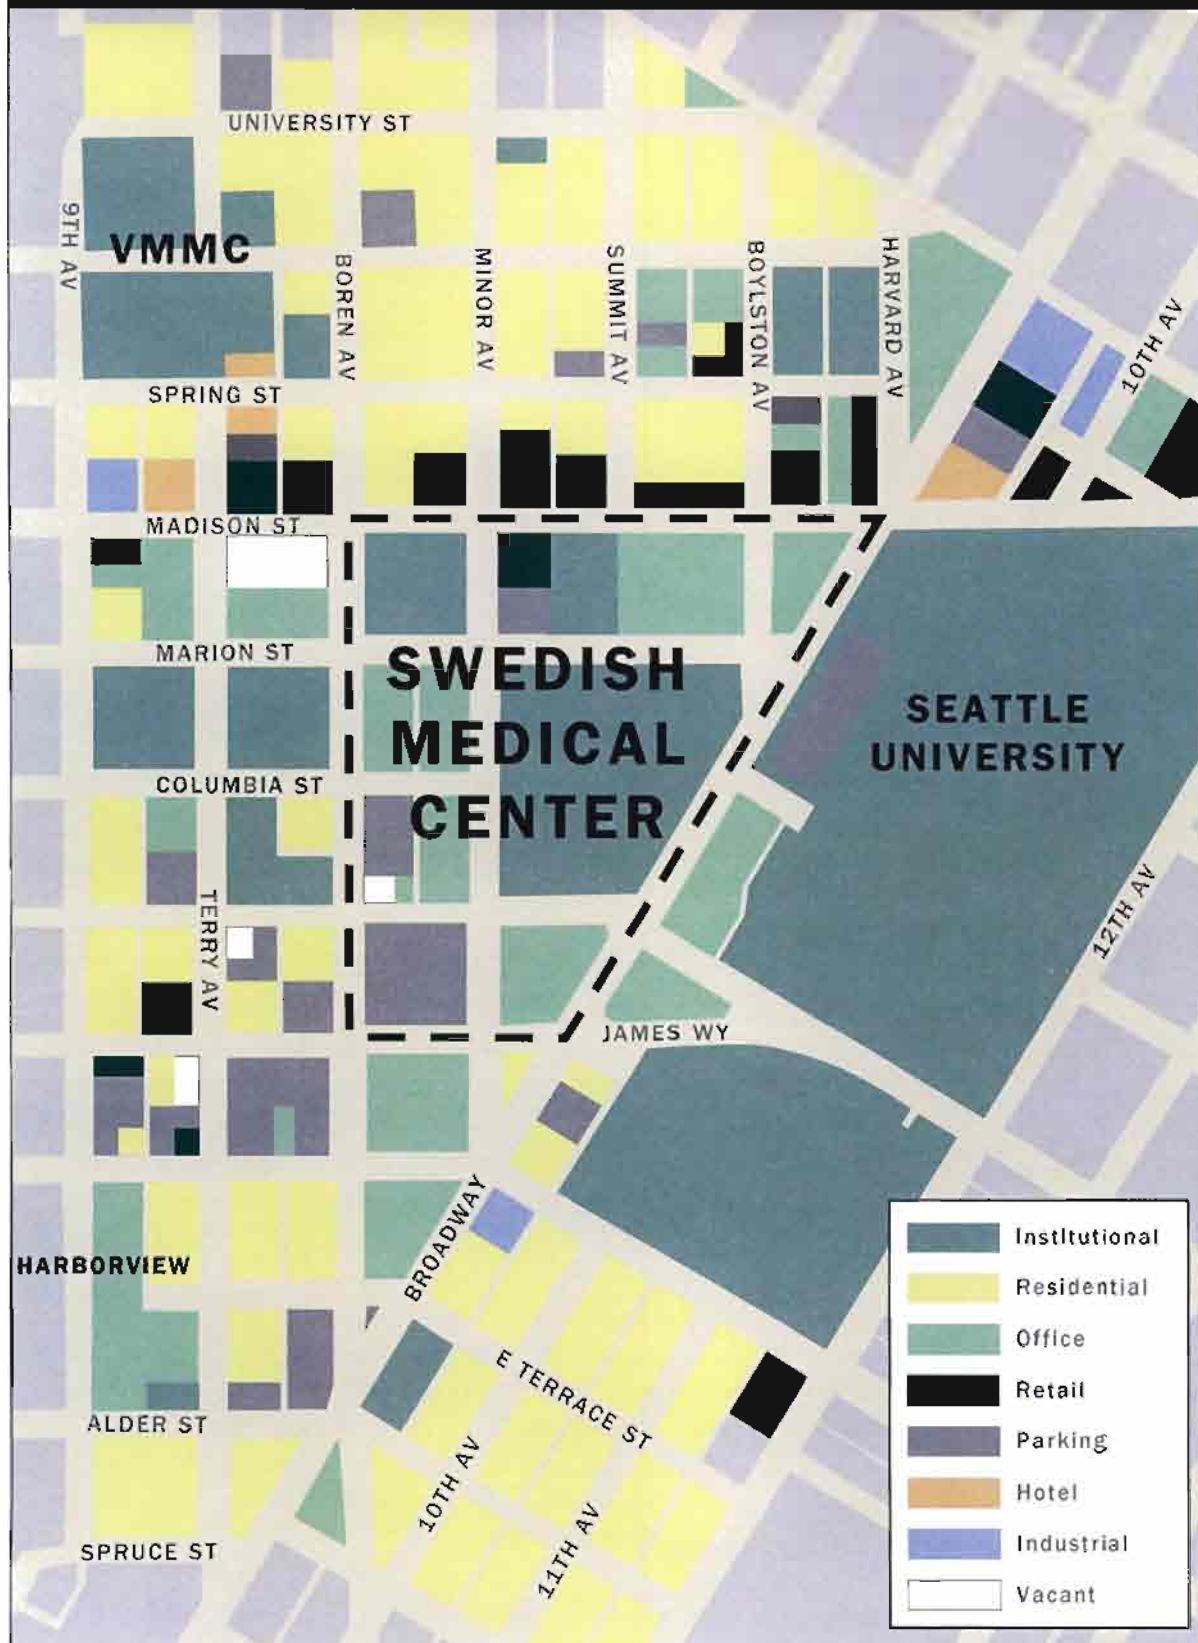 UNIVERSITY ST
9TH AV
VMMC
BOREN AV
MINOR AV
SUMMIT AV
BOYLSTON AV
HARVARD AV
10TH AV
SPRING ST
MADISON ST
MARION ST
SWEDISH
MEDICAL
CENTER
SEATTLE
UNIVERSITY
COLUMBIA ST
TERRY AV
12TH AV
JAMES WY
BROADWAY
HARBORVIEW
E TERRACE ST
ALDER ST
10TH AV
11TH AV
SPRUCE ST
Institutional
Residential
Office
Retail
Parking
Hotel
Industrial
Vacant